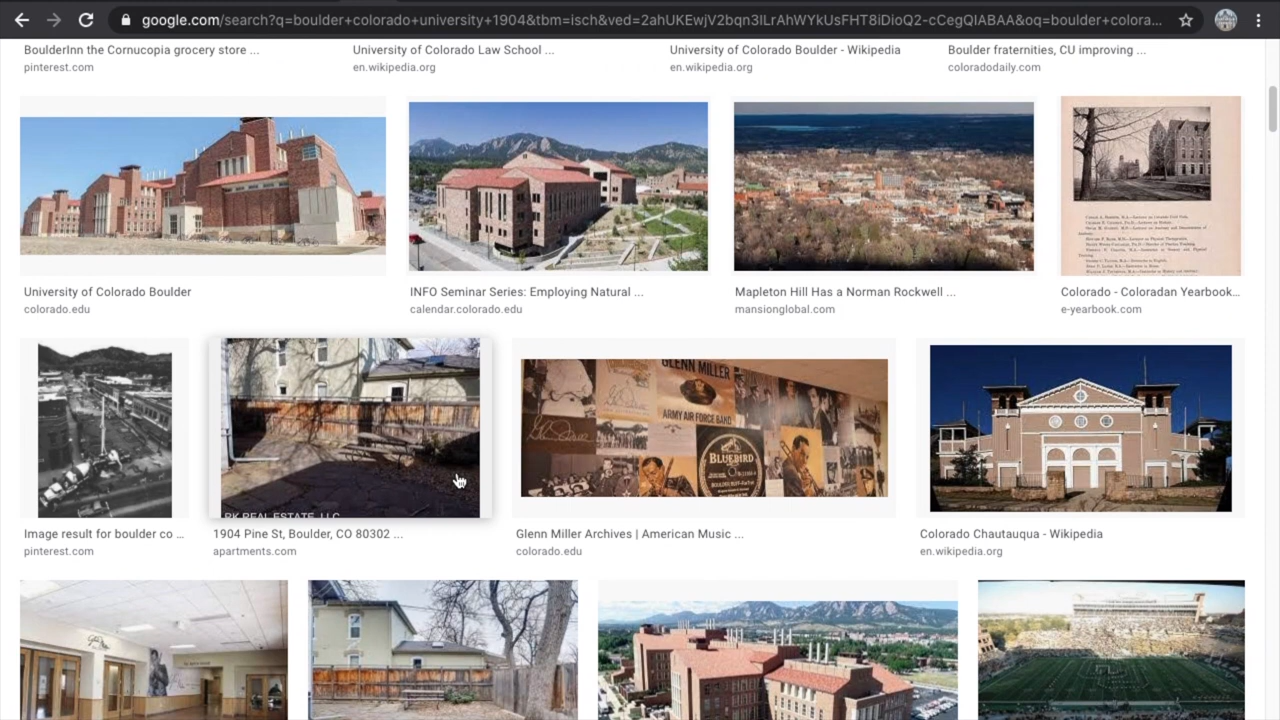 google.com/search?q=boulder+colorado+university+1904&tbm=isch&ved=2ahUKEwjV2bqn3lLrAhWYkUsFHT8iDioQ2-cCegQIABAA&oq=boulder+colora...
BoulderInn the Cornucopia grocery store ...
pinterest.com
University of Colorado Law School ...
en.wikipedia.org
University of Colorado Boulder - Wikipedia
en.wikipedia.org
Boulder fraternities, CU improving ...
coloradodaily.com
University of Colorado Boulder
colorado.edu
INFO Seminar Series: Employing Natural ...
calendar.colorado.edu
Mapleton Hill Has a Norman Rockwell ...
mansionglobal.com
Colorado - Coloradan Yearbook...
e-yearbook.com
RK REAL ESTATE, LLC
GLENN MILLER
ARMY AIR FORCE BAND
BLUEBIRD
Image result for boulder co ...
pinterest.com
1904 Pine St, Boulder, CO 80302 ...
apartments.com
Glenn Miller Archives | American Music ...
colorado.edu
Colorado Chautauqua - Wikipedia
en.wikipedia.org